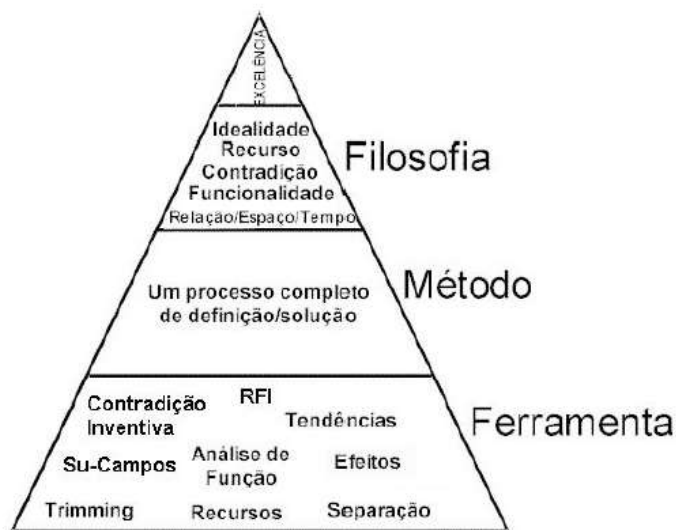 EXCELÊNCIA
Idealidade
Recurso
Contradição
Funcionalidade
Relação/Espaço/Tempo
Filosofia
Um processo completo
de definição/solução
Método
Contradição
Inventiva
RFI
Tendências
Su-Campos
Análise de
Função
Efeitos
Trimming
Recursos
Separação
Ferramenta